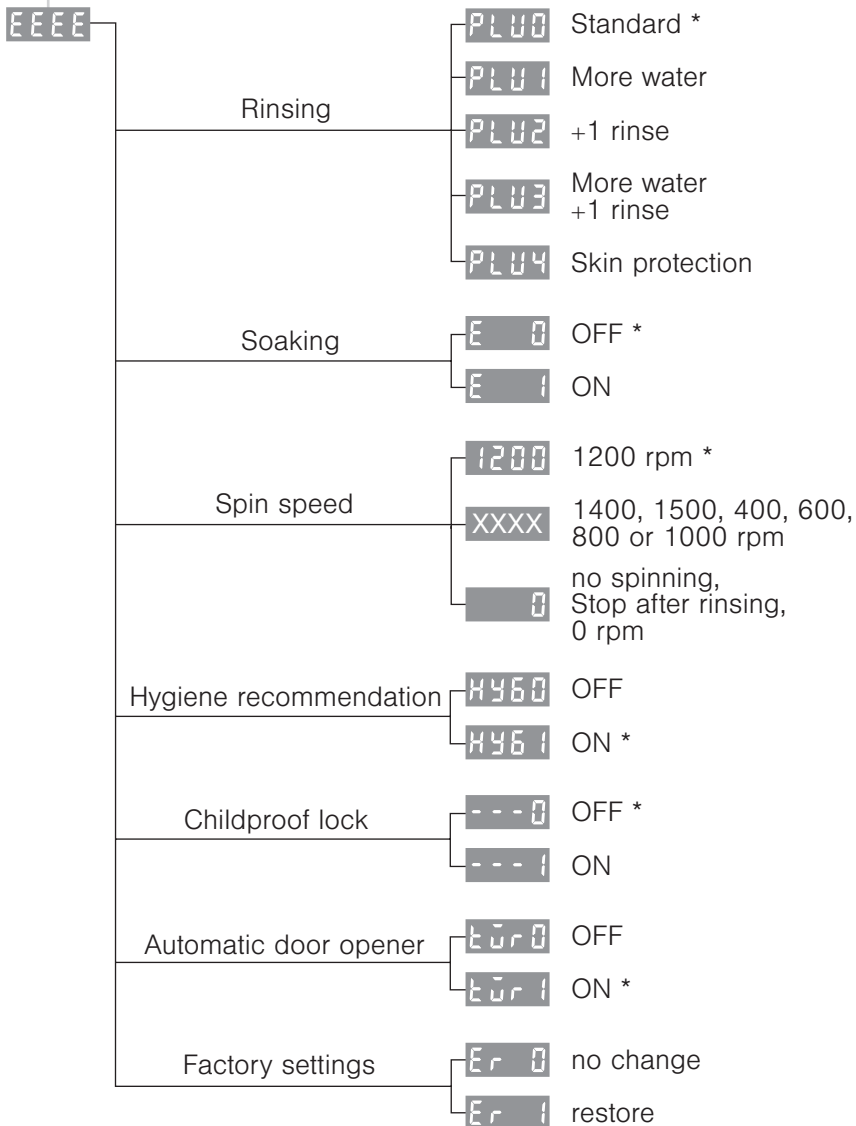 EEEE
Rinsing
PLU0 Standard *
PLU1 More water
PLU2 +1 rinse
PLU3 More water
+1 rinse
PLU4 Skin protection
Soaking
E 0 OFF *
E 1 ON
Spin speed
1200 1200 rpm *
XXXX 1400, 1500, 400, 600,
800 or 1000 rpm
0 no spinning,
Stop after rinsing,
0 rpm
Hygiene recommendation
HYG0 OFF
HYG1 ON *
Childproof lock
---0 OFF *
---1 ON
Automatic door opener
tür0 OFF
tür1 ON *
Factory settings
Er 0 no change
Er 1 restore